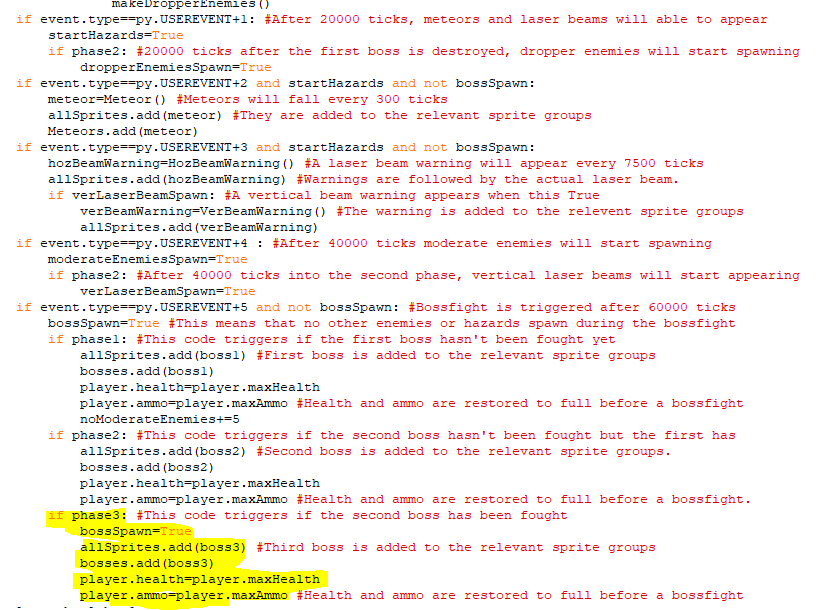 makeDropperEnemies()
if event.type==py.USEREVENT+1: #After 20000 ticks, meteors and laser beams will able to appear
startHazards=True
if phase2: #20000 ticks after the first boss is destroyed, dropper enemies will start spawning
dropperEnemiesSpawn=True
if event.type==py.USEREVENT+2 and startHazards and not bossSpawn:
meteor=Meteor() #Meteors will fall every 300 ticks
allSprites.add(meteor) #They are added to the relevant sprite groups
Meteors.add(meteor)
if event.type==py.USEREVENT+3 and startHazards and not bossSpawn:
hozBeamWarning=HozBeamWarning() #A laser beam warning will appear every 7500 ticks
allSprites.add(hozBeamWarning) #Warnings are followed by the actual laser beam.
if verLaserBeamSpawn: #A vertical beam warning appears when this True
verBeamWarning=VerBeamWarning() #The warning is added to the relevent sprite groups
allSprites.add(verBeamWarning)
if event.type==py.USEREVENT+4 : #After 40000 ticks moderate enemies will start spawning
moderateEnemiesSpawn=True
if phase2: #After 40000 ticks into the second phase, vertical laser beams will start appearing
verLaserBeamSpawn=True
if event.type==py.USEREVENT+5 and not bossSpawn: #Bossfight is triggered after 60000 ticks
bossSpawn=True #This means that no other enemies or hazards spawn during the bossfight
if phase1: #This code triggers if the first boss hasn't been fought yet
allSprites.add(boss1) #First boss is added to the relevant sprite groups
bosses.add(boss1)
player.health=player.maxHealth
player.ammo=player.maxAmmo #Health and ammo are restored to full before a bossfight
noModerateEnemies+=5
if phase2: #This code triggers if the second boss hasn't been fought but the first has
allSprites.add(boss2) #Second boss is added to the relevant sprite groups.
bosses.add(boss2)
player.health=player.maxHealth
player.ammo=player.maxAmmo #Health and ammo are restored to full before a bossfight.
if phase3: #This code triggers if the second boss has been fought
bossSpawn=True
allSprites.add(boss3) #Third boss is added to the relevant sprite groups
bosses.add(boss3)
player.health=player.maxHealth
player.ammo=player.maxAmmo #Health and ammo are restored to full before a bossfight